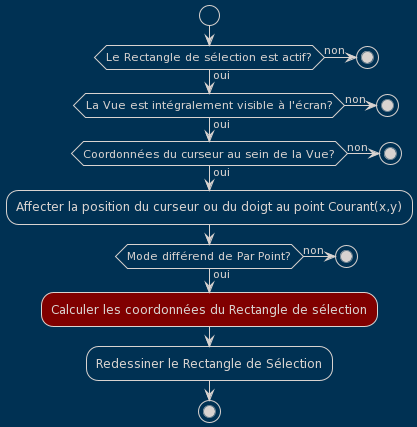 Le Rectangle de sélection est actif?
non
oui
La Vue est intégralement visible à l'écran?
non
oui
Coordonnées du curseur au sein de la Vue?
non
oui
Affecter la position du curseur ou du doigt au point Courant(x,y)
Mode différend de Par Point?
non
oui
Calculer les coordonnées du Rectangle de sélection
Redessiner le Rectangle de Sélection